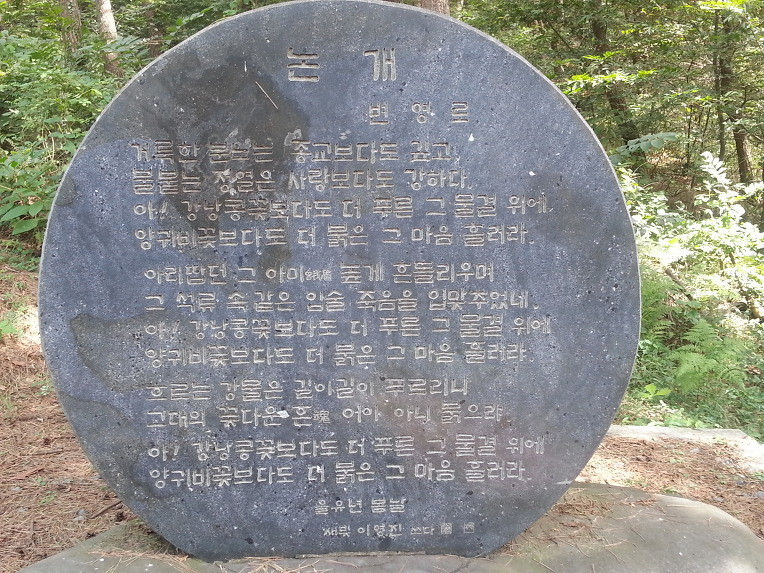 논 개
변 영 로
거룩한 분노는 종교보다도 깊고
불붙는 정열은 사랑보다도 강하다.
아! 강낭콩꽃보다도 더 푸른 그 물결 위에
양귀비꽃보다도 더 붉은 그 마음 흘러라.
아리땁던 그 아미蛾眉 높게 흔들리우며
그 석류 속같은 입술 죽음을 입맞추었네.
아! 강낭콩꽃보다도 더 푸른 그 물결 위에
양귀비꽃보다도 더 붉은 그 마음 흘러라
흐르는 강물은 길이길이 푸르리니
그대의 꽃다운 혼魂 어이 아니 붉으랴
아! 강낭콩꽃보다도 더 푸른 그 물결 위에
양귀비꽃보다도 더 붉은 그 마음 흘러라.
을유년 봄날
이영진 쓰다